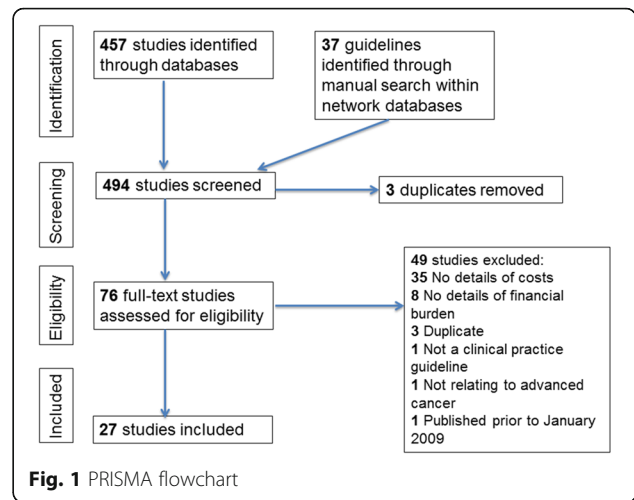 Identification
457 studies identified
through databases
37 guidelines
identified through
manual search within
network databases
Screening
494 studies screened
3 duplicates removed
Eligibility
76 full-text studies
assessed for eligibility
49 studies excluded:
35 No details of costs
8 No details of financial
burden
3 Duplicate
1 Not a clinical practice
guideline
1 Not relating to advanced
cancer
1 Published prior to January
2009
Included
27 studies included
Fig. 1 PRISMA flowchart